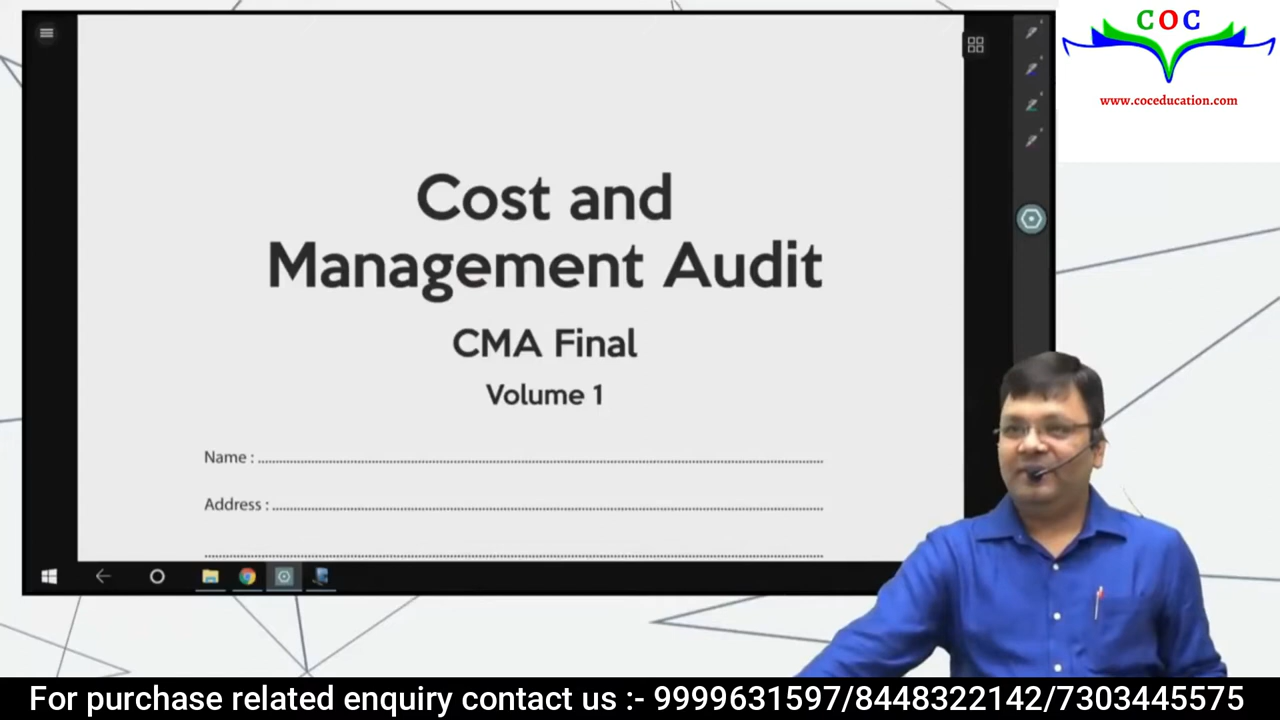 COC
www.coceducation.com
Cost and
Management Audit
CMA Final
Volume 1
Name :
Address :
For purchase related enquiry contact us :- 9999631597/8448322142/7303445575